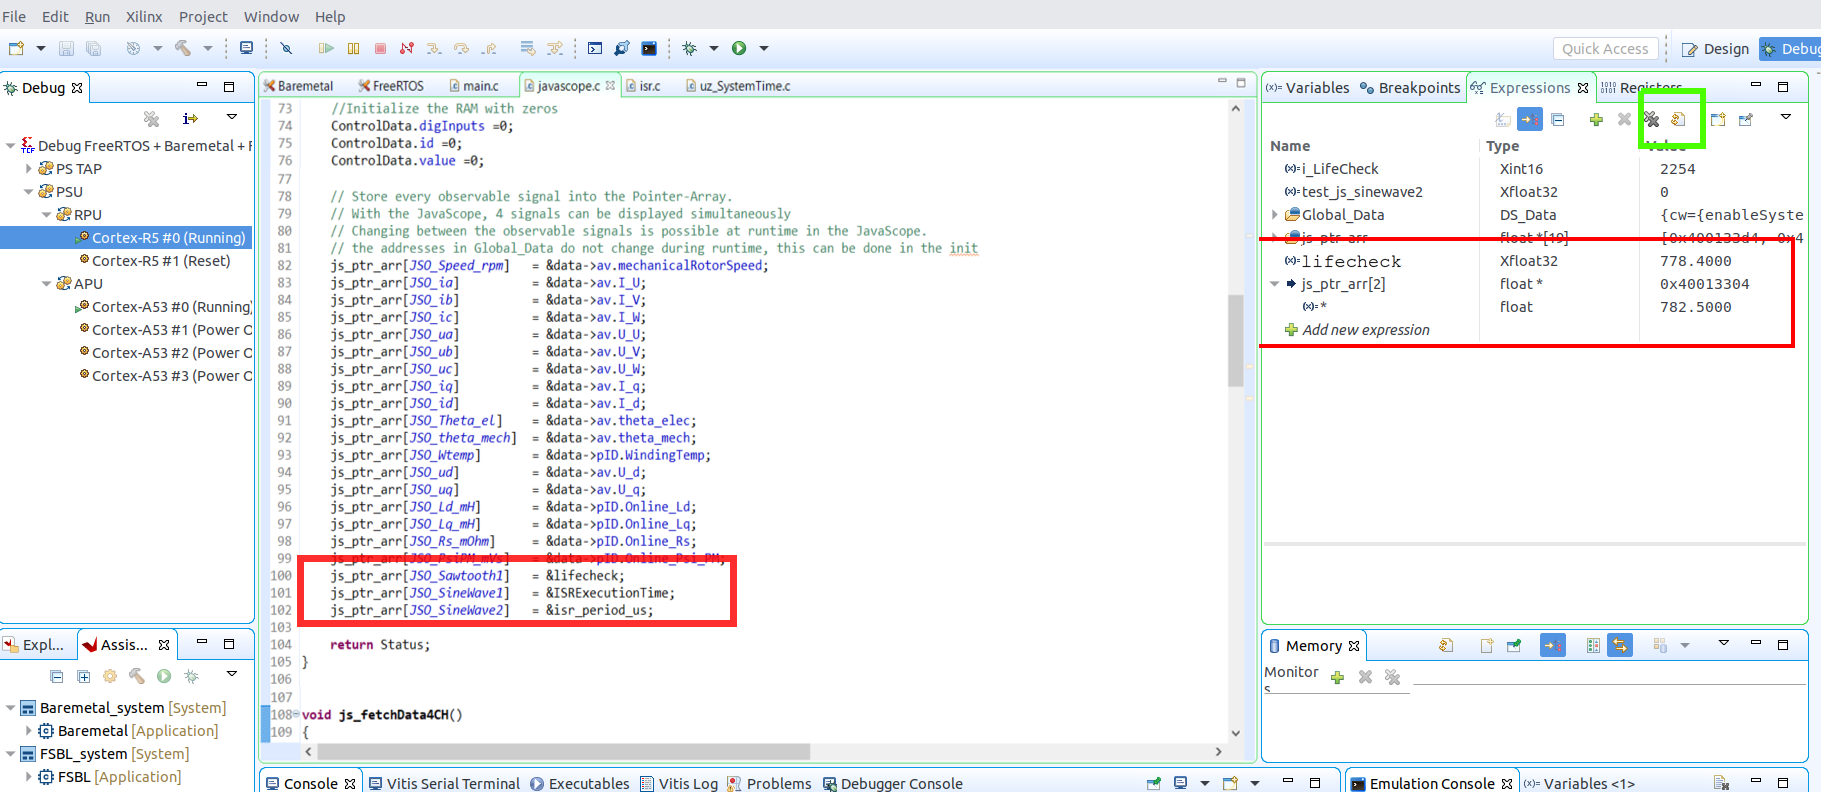 File Edit Run Xilinx Project Window Help
Quick Access
Design
Debug
Baremetal
FreeRTOS
main.c
javascope.c
isr.c
uz_SystemTime.c
Debug FreeRTOS + Baremetal + F
PS TAP
PSU
RPU
Cortex-R5 #0 (Running)
Cortex-R5 #1 (Reset)
APU
Cortex-A53 #0 (Running)
Cortex-A53 #1 (Power O
Cortex-A53 #2 (Power O
Cortex-A53 #3 (Power O
73 //Initialize the RAM with zeros
74 ControlData.digInputs =0;
75 ControlData.id =0;
76 ControlData.value =0;
77
78 // Store every observable signal into the Pointer-Array.
79 // With the JavaScope, 4 signals can be displayed simultaneously
80 // Changing between the observable signals is possible at runtime in the JavaScope.
81 // the addresses in Global_Data do not change during runtime, this can be done in the init
82 js_ptr_arr[JSO_Speed_rpm] = &data->av.mechanicalRotorSpeed;
83 js_ptr_arr[JSO_ia] = &data->av.I_U;
84 js_ptr_arr[JSO_ib] = &data->av.I_V;
85 js_ptr_arr[JSO_ic] = &data->av.I_W;
86 js_ptr_arr[JSO_ua] = &data->av.U_U;
87 js_ptr_arr[JSO_ub] = &data->av.U_V;
88 js_ptr_arr[JSO_uc] = &data->av.U_W;
89 js_ptr_arr[JSO_iq] = &data->av.I_q;
90 js_ptr_arr[JSO_id] = &data->av.I_d;
91 js_ptr_arr[JSO_Theta_el] = &data->av.theta_elec;
92 js_ptr_arr[JSO_theta_mech] = &data->av.theta_mech;
93 js_ptr_arr[JSO_Wtemp] = &data->pID.WindingTemp;
94 js_ptr_arr[JSO_ud] = &data->av.U_d;
95 js_ptr_arr[JSO_uq] = &data->av.U_q;
96 js_ptr_arr[JSO_Ld_mH] = &data->pID.Online_Ld;
97 js_ptr_arr[JSO_Lq_mH] = &data->pID.Online_Lq;
98 js_ptr_arr[JSO_Rs_mOhm] = &data->pID.Online_Rs;
99 js_ptr_arr[JSO_PsiPM_mVs] = &data->pID.Online_Psi_PM;
100 js_ptr_arr[JSO_Sawtooth1] = &lifecheck;
101 js_ptr_arr[JSO_SineWave1] = &ISRExecutionTime;
102 js_ptr_arr[JSO_SineWave2] = &isr_period_us;
103
104 return Status;
105 }
106
107
108 void js_fetchData4CH()
109 {
(x)= Variables Breakpoints Expressions Registers
Name Type Value
(x)= i_LifeCheck Xint16 2254
(x)= test_js_sinewave2 Xfloat32 0
Global_Data DS_Data {cw={enableSyste
js_ptr_arr float *[19] [0x400133d4, 0x4
(x)= lifecheck Xfloat32 778.4000
js_ptr_arr[2] float * 0x40013304
(x)= * float 782.5000
Add new expression
Expl... Assis...
Baremetal_system [System]
Baremetal [Application]
FSBL_system [System]
FSBL [Application]
Memory
Monitor
s
Console Vitis Serial Terminal Executables Vitis Log Problems Debugger Console
Emulation Console (x)= Variables <1>